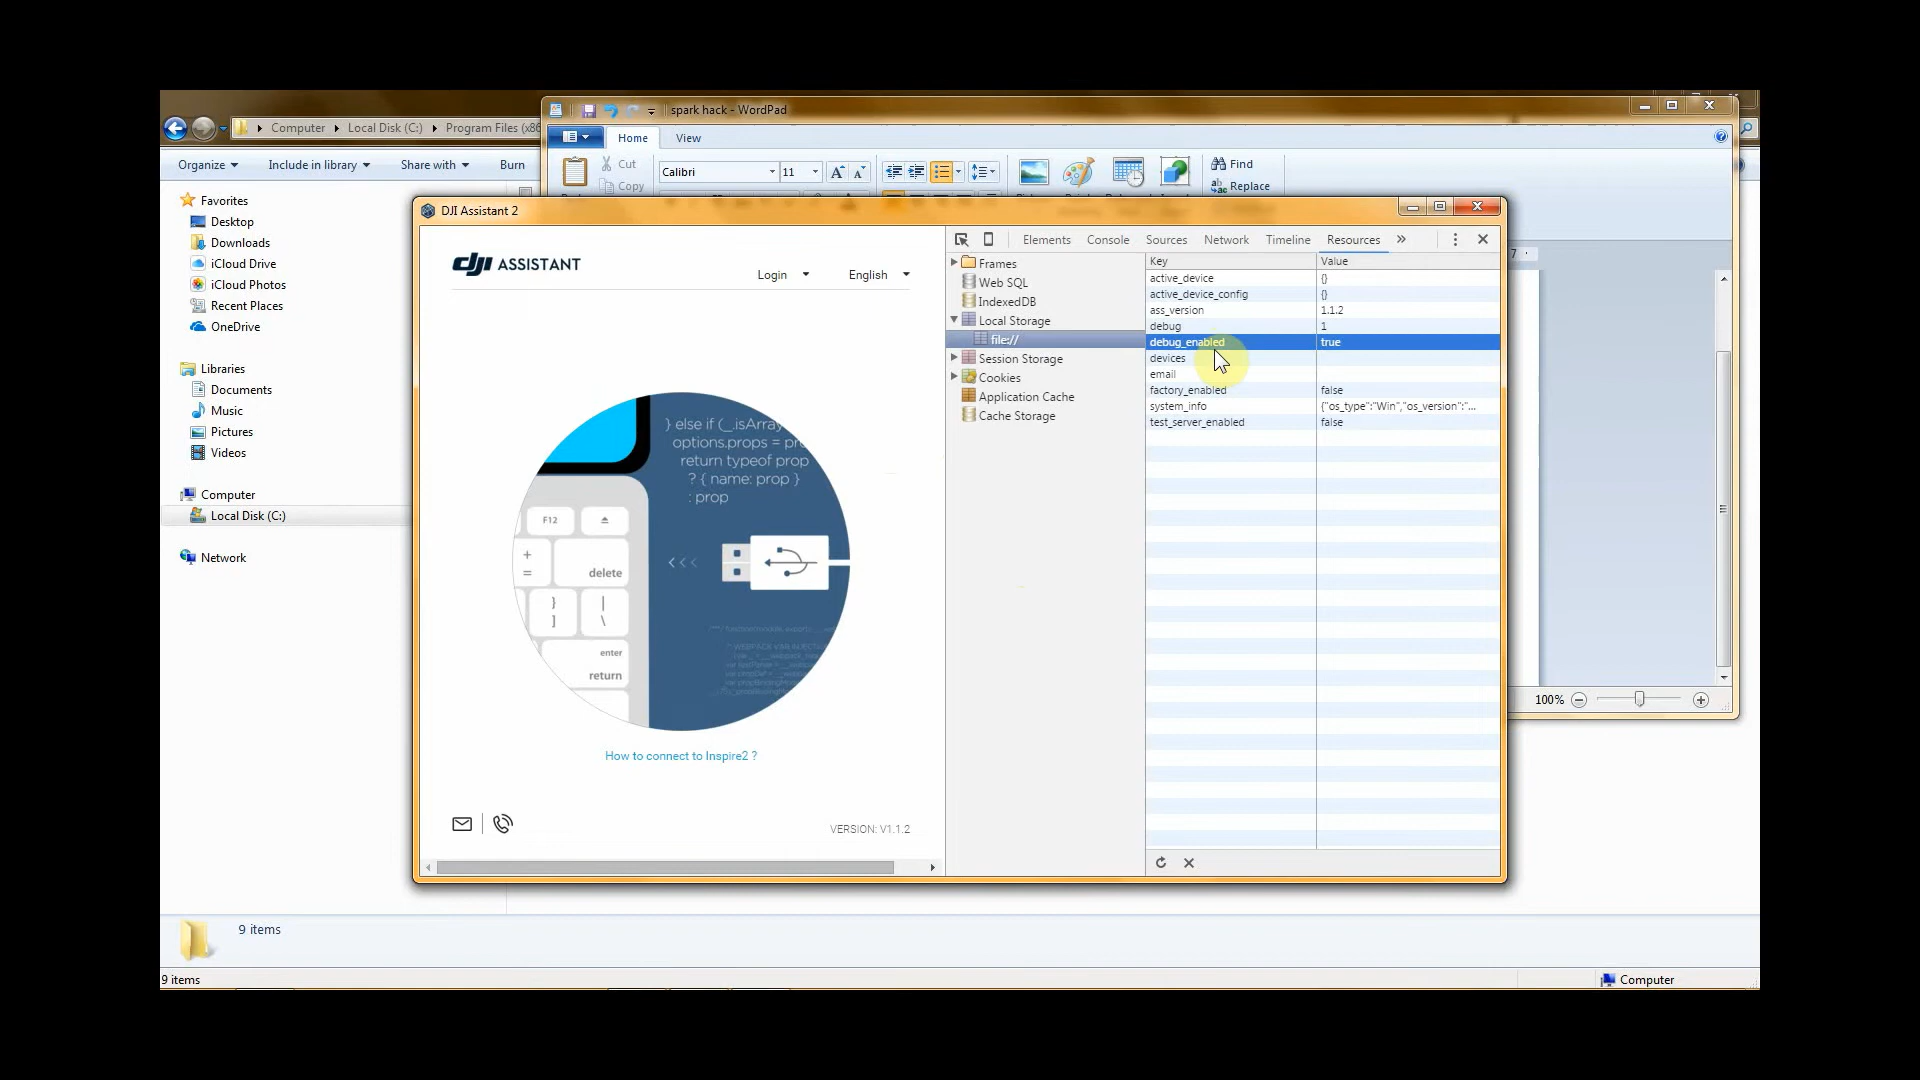 spark hack - WordPad
Computer
Local Disk (C:)
Program Files (x86
Home
View
Organize
Include in library
Share with
Burn
Cut
Copy
Calibri
11
Find
Replace
Favorites
Desktop
Downloads
iCloud Drive
iCloud Photos
Recent Places
OneDrive
Libraries
Documents
Music
Pictures
Videos
Computer
Local Disk (C:)
Network
DJI Assistant 2
dji ASSISTANT
Login
English
} else if (_.isArray
options.props = pro
return typeof prop
? { name: prop }
: prop
F12
+
=
delete
}
]
|
\
enter
return
How to connect to Inspire2 ?
VERSION: V1.1.2
Elements
Console
Sources
Network
Timeline
Resources
Frames
Web SQL
IndexedDB
Local Storage
file://
Session Storage
Cookies
Application Cache
Cache Storage
Key Value
active_device {}
active_device_config {}
ass_version 1.1.2
debug 1
debug_enabled true
devices
email
factory_enabled false
system_info {"os_type":"Win","os_version":"...
test_server_enabled false
7
100%
9 items
9 items
Computer